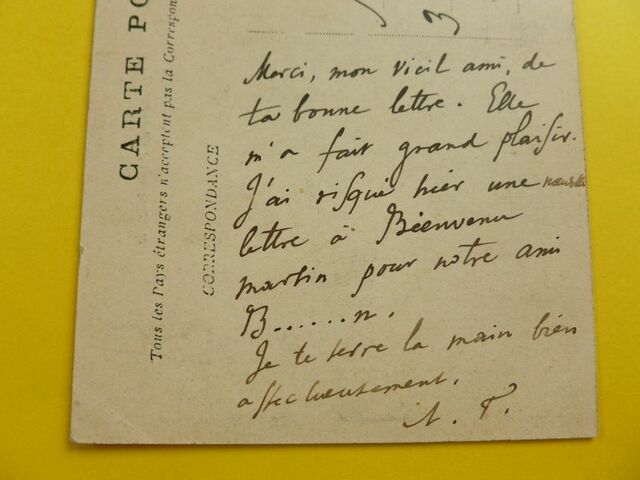 CARTE PO
Tous les Pays étrangers n'acceptent pas la Correspon
CORRESPONDANCE
3
Merci, mon vieil ami, de
ta bonne lettre. Elle
m'a fait grand plaisir.
J'ai risqué hier une nouvelle
lettre à Bienvenu
martin pour notre ami
B......n.
Je te serre la main bien
affectueusement.
A. T.